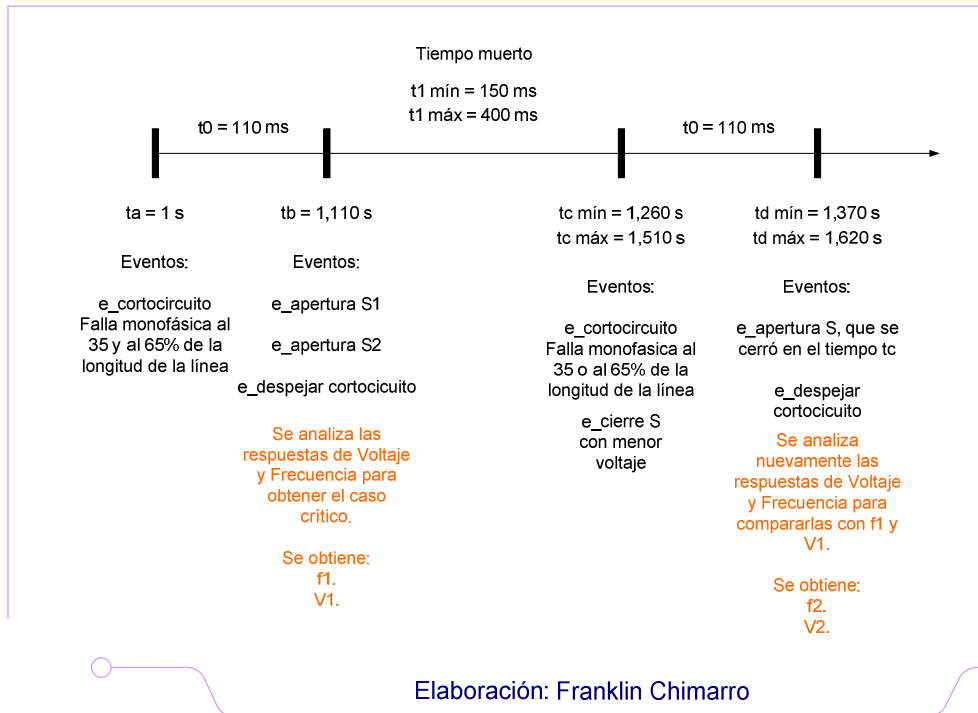 Tiempo muerto
t1 mín = 150 ms
t1 máx = 400 ms
t0 = 110 ms
t0 = 110 ms
ta = 1 s
Eventos:
e_cortocircuito
Falla monofásica al
35 y al 65% de la
longitud de la línea
tb = 1,110 s
Eventos:
e_apertura S1
e_apertura S2
e_despejar cortocicuito
Se analiza las
respuestas de Voltaje
y Frecuencia para
obtener el caso
crítico.
Se obtiene:
f1.
V1.
tc mín = 1,260 s
tc máx = 1,510 s
Eventos:
e_cortocircuito
Falla monofasica al
35 o al 65% de la
longitud de la línea
e_cierre S
con menor
voltaje
td mín = 1,370 s
td máx = 1,620 s
Eventos:
e_apertura S, que se
cerró en el tiempo tc
e_despejar
cortocicuito
Se analiza
nuevamente las
respuestas de Voltaje
y Frecuencia para
compararlas con f1 y
V1.
Se obtiene:
f2.
V2.
Elaboración: Franklin Chimarro